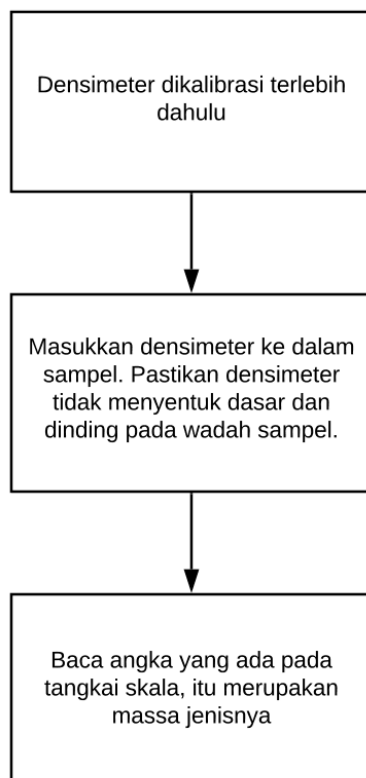 Densimeter dikalibrasi terlebih
dahulu
Masukkan densimeter ke dalam
sampel. Pastikan densimeter
tidak menyentuk dasar dan
dinding pada wadah sampel.
Baca angka yang ada pada
tangkai skala, itu merupakan
massa jenisnya